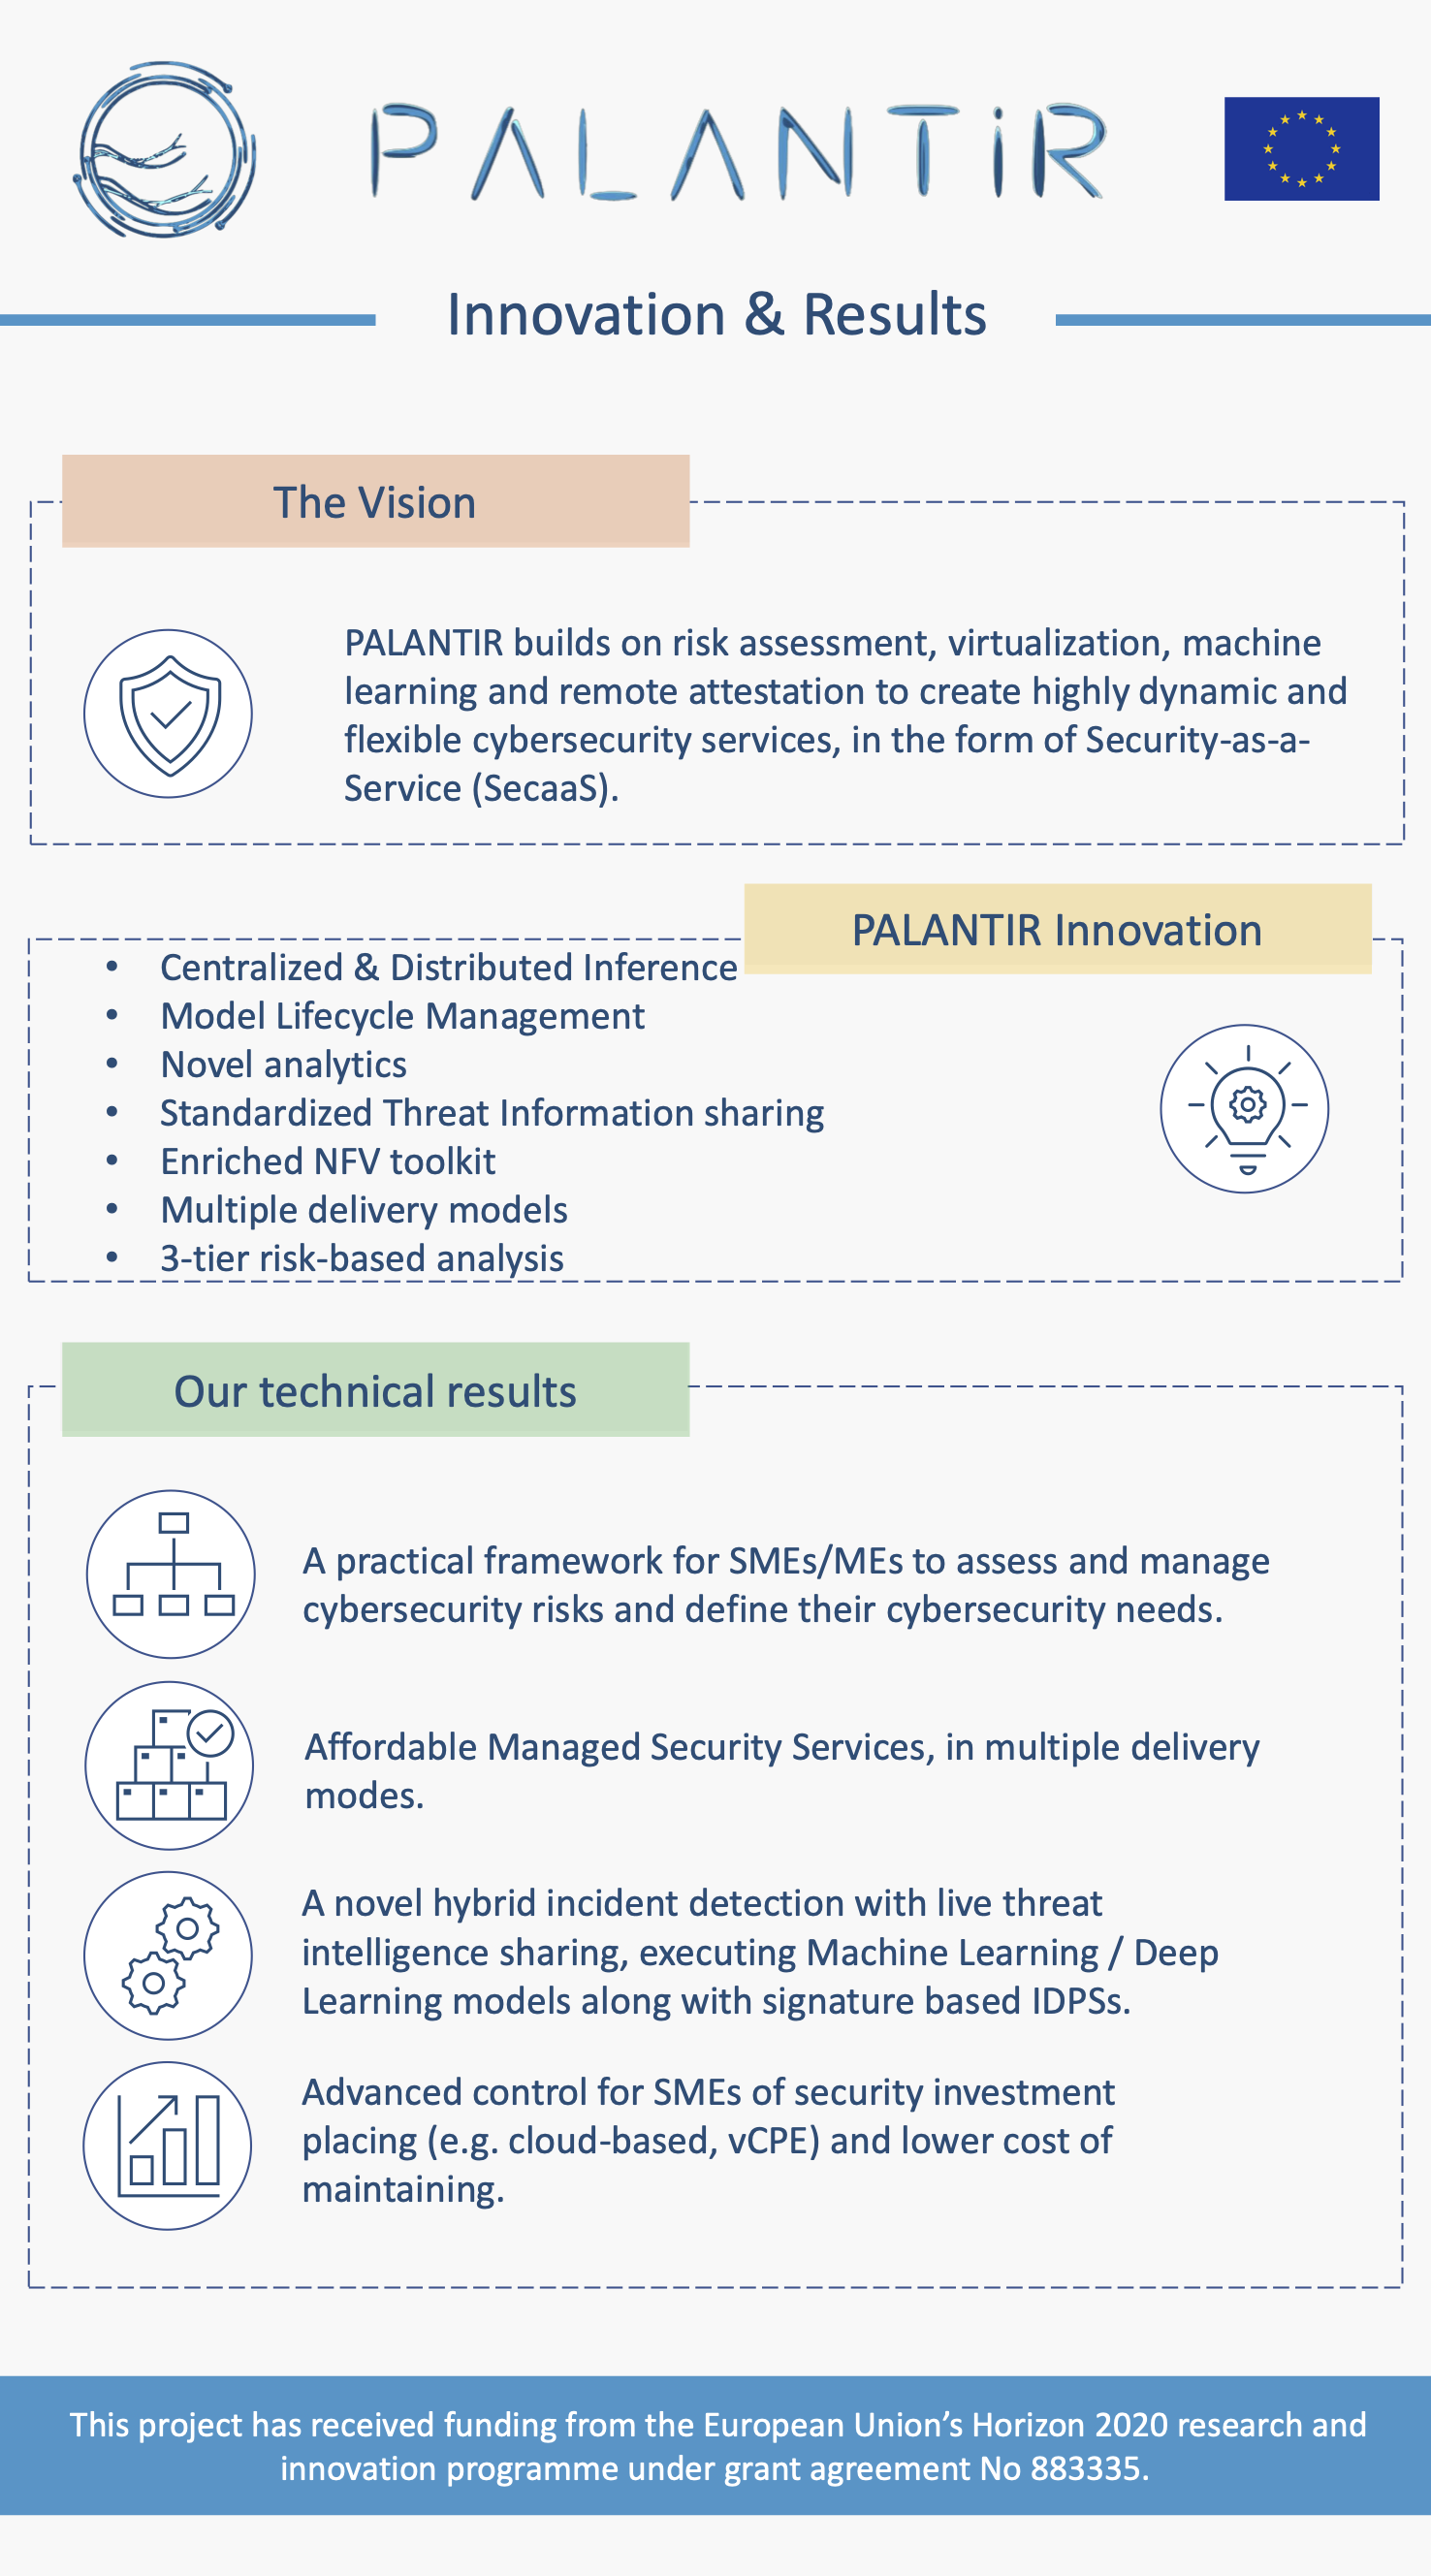 PALANTiR
Innovation & Results
The Vision
PALANTIR builds on risk assessment, virtualization, machine
learning and remote attestation to create highly dynamic and
flexible cybersecurity services, in the form of Security-as-a-
Service (SecaaS).
PALANTIR Innovation
• Centralized & Distributed Inference
• Model Lifecycle Management
• Novel analytics
• Standardized Threat Information sharing
• Enriched NFV toolkit
• Multiple delivery models
• 3-tier risk-based analysis
Our technical results
A practical framework for SMEs/MEs to assess and manage
cybersecurity risks and define their cybersecurity needs.
Affordable Managed Security Services, in multiple delivery
modes.
A novel hybrid incident detection with live threat
intelligence sharing, executing Machine Learning / Deep
Learning models along with signature based IDPSs.
Advanced control for SMEs of security investment
placing (e.g. cloud-based, vCPE) and lower cost of
maintaining.
This project has received funding from the European Union’s Horizon 2020 research and
innovation programme under grant agreement No 883335.